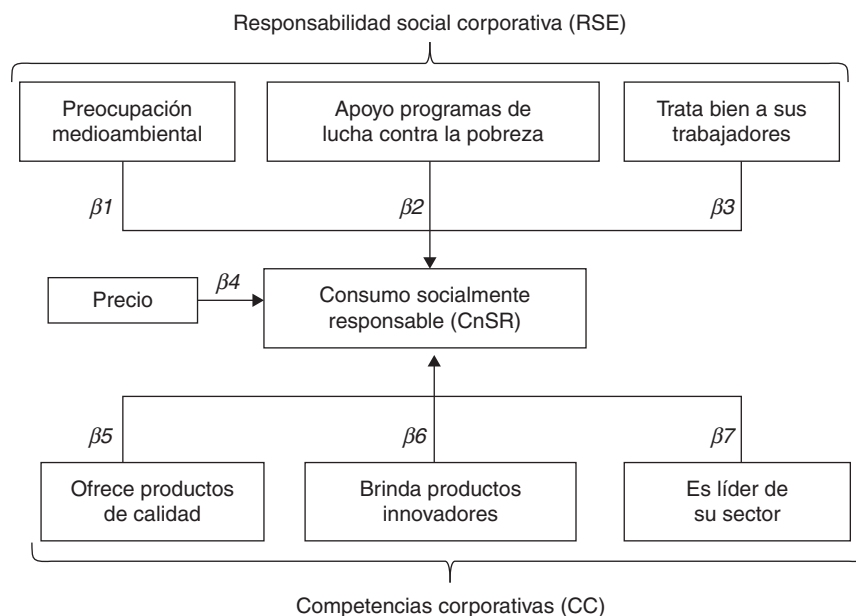 Responsabilidad social corporativa (RSE)
Preocupación
medioambiental
Apoyo programas de
lucha contra la pobreza
Trata bien a sus
trabajadores
β1
β2
β3
Precio
β4
Consumo socialmente
responsable (CnSR)
β5
β6
β7
Ofrece productos
de calidad
Brinda productos
innovadores
Es líder de
su sector
Competencias corporativas (CC)